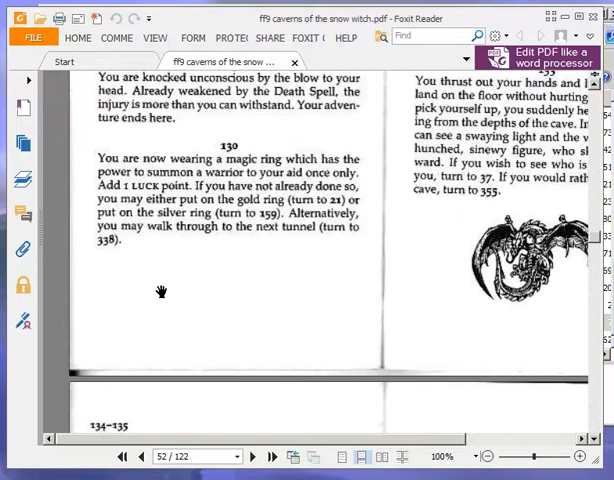 ff9 caverns of the snow witch.pdf - Foxit Reader
FILE HOME COMMENT VIEW FORM PROTECT SHARE FOXIT C HELP Find
Start ff9 caverns of the snow witch.p... Edit PDF like a
word processor
You are knocked unconscious by the blow to your
head. Already weakened by the Death Spell, the
injury is more than you can withstand. Your adven-
ture ends here.
130
You are now wearing a magic ring which has the
power to summon a warrior to your aid once only.
Add 1 LUCK point. If you have not already done so,
you may either put on the gold ring (turn to 21) or
put on the silver ring (turn to 159). Alternatively,
you may walk through to the next tunnel (turn to
338).
You thrust out your hands and l
land on the floor without hurting
pick yourself up, you suddenly he
ing from the depths of the cave. In
can see a swaying light and the v
hunched, sinewy figure, who sl
ward. If you wish to see who is
you, turn to 37. If you would rath
cave, turn to 355.
134–135
52 / 122 100%